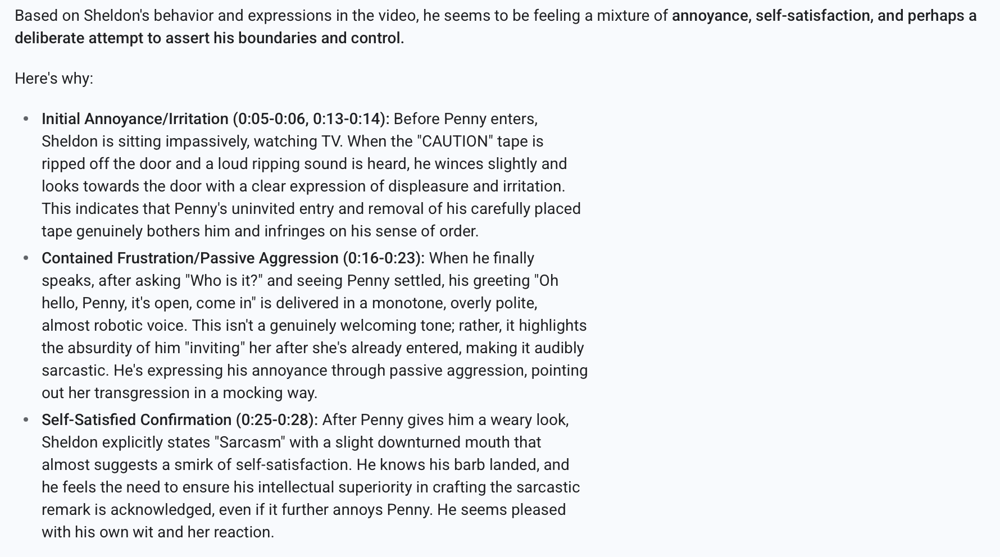 Based on Sheldon's behavior and expressions in the video, he seems to be feeling a mixture of annoyance, self-satisfaction, and perhaps a
deliberate attempt to assert his boundaries and control.
Here's why:
• Initial Annoyance/Irritation (0:05-0:06, 0:13-0:14): Before Penny enters,
Sheldon is sitting impassively, watching TV. When the "CAUTION" tape is
ripped off the door and a loud ripping sound is heard, he winces slightly and
looks towards the door with a clear expression of displeasure and irritation.
This indicates that Penny's uninvited entry and removal of his carefully placed
tape genuinely bothers him and infringes on his sense of order.
• Contained Frustration/Passive Aggression (0:16-0:23): When he finally
speaks, after asking "Who is it?" and seeing Penny settled, his greeting "Oh
hello, Penny, it's open, come in" is delivered in a monotone, overly polite,
almost robotic voice. This isn't a genuinely welcoming tone; rather, it highlights
the absurdity of him "inviting" her after she's already entered, making it audibly
sarcastic. He's expressing his annoyance through passive aggression, pointing
out her transgression in a mocking way.
• Self-Satisfied Confirmation (0:25-0:28): After Penny gives him a weary look,
Sheldon explicitly states "Sarcasm" with a slight downturned mouth that
almost suggests a smirk of self-satisfaction. He knows his barb landed, and
he feels the need to ensure his intellectual superiority in crafting the sarcastic
remark is acknowledged, even if it further annoys Penny. He seems pleased
with his own wit and her reaction.